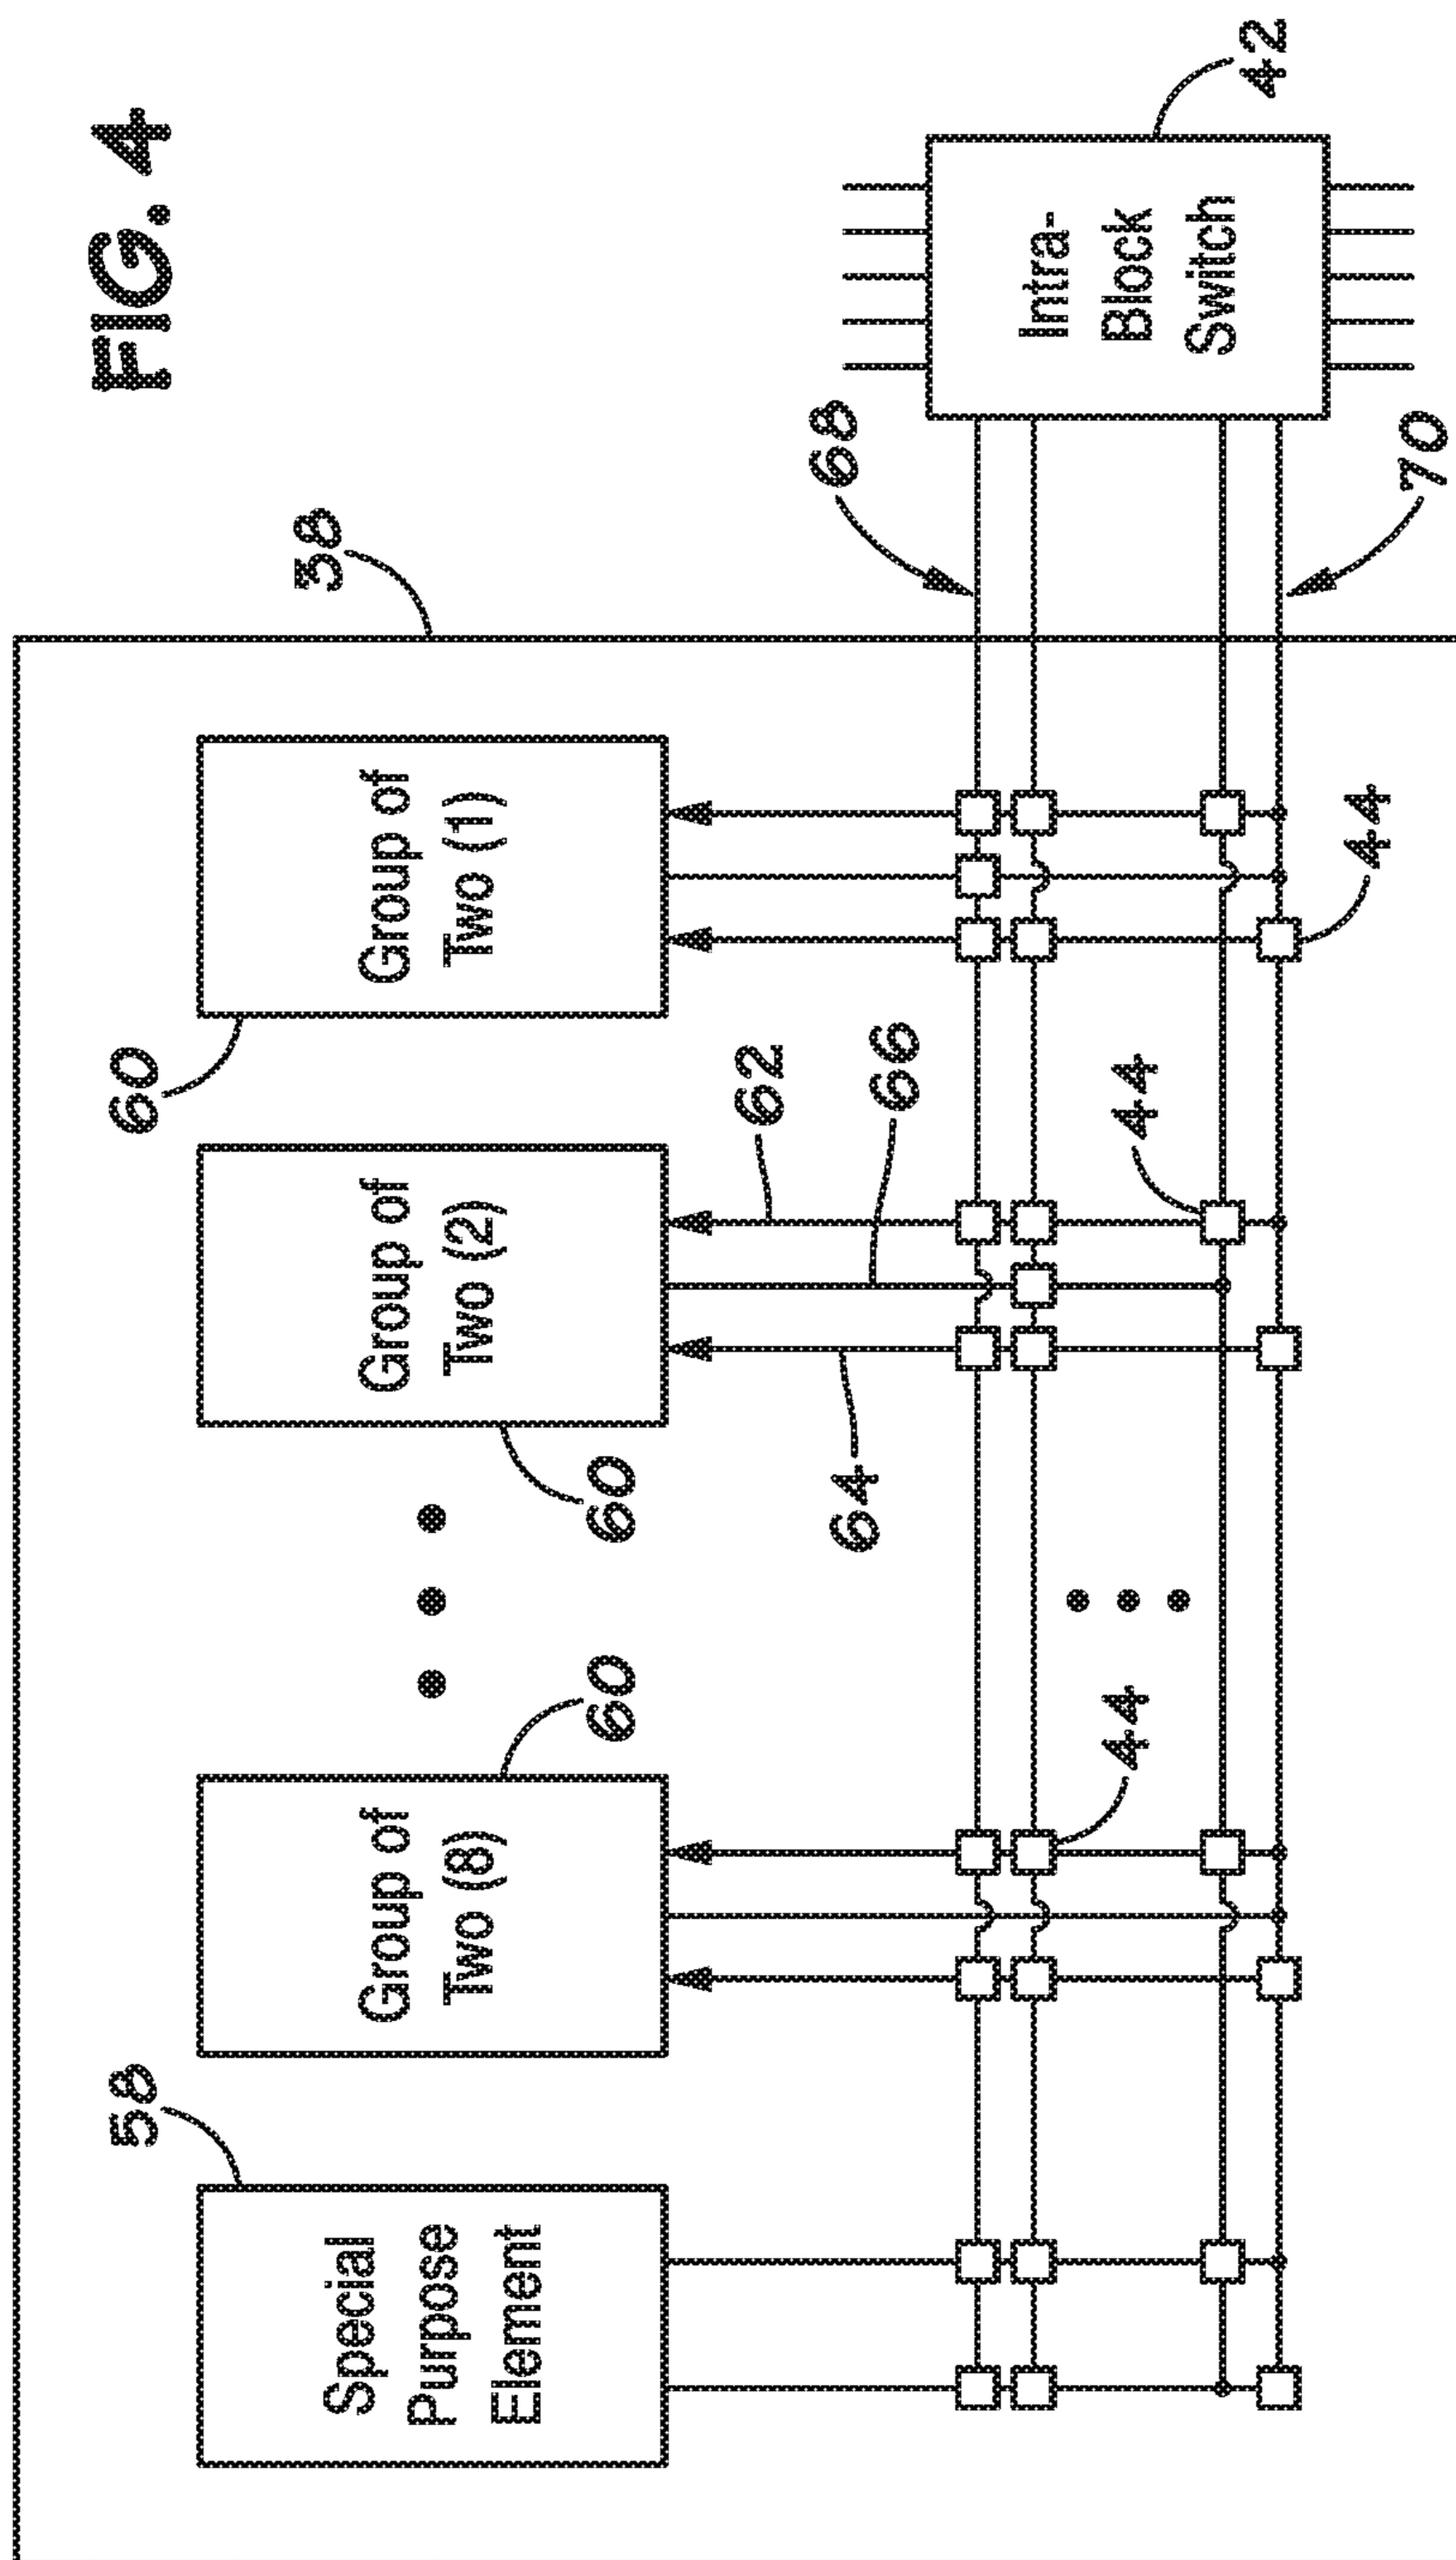 FIG. 4
58
60
60
60
38
Special
Purpose
Element
Group of
Two (8)
Group of
Two (2)
Group of
Two (1)
62
66
64
68
42
Intra-
Block
Switch
44
44
44
70